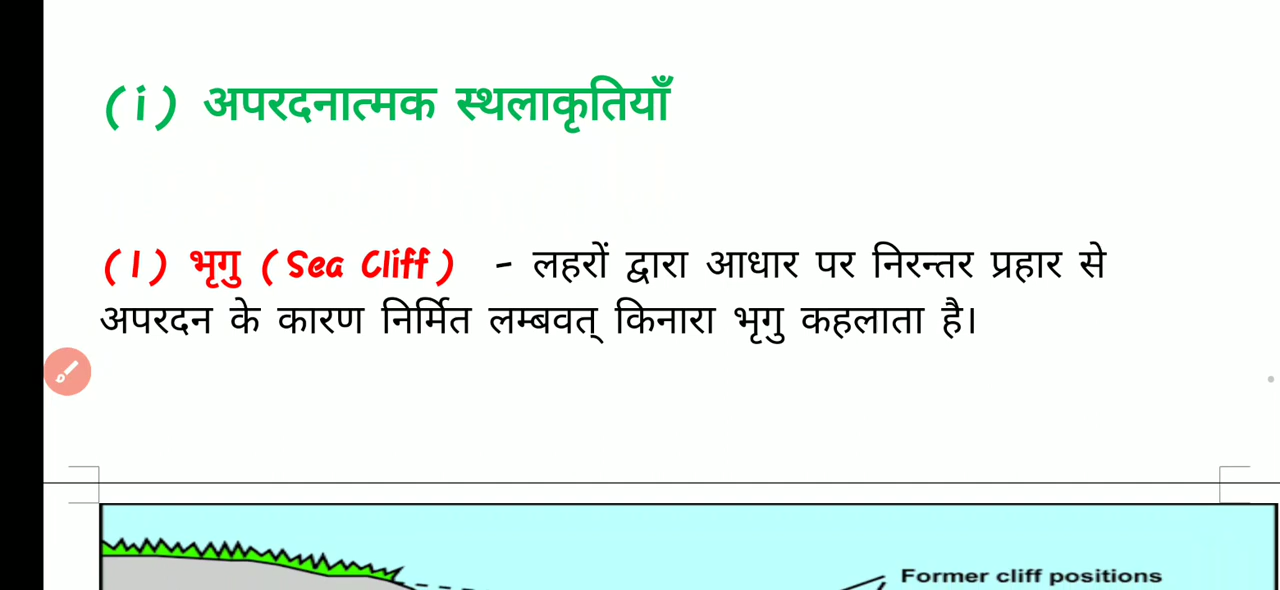 (i) अपरदनात्मक स्थलाकृतियाँ
(1) भृगु (Sea Cliff) - लहरों द्वारा आधार पर निरन्तर प्रहार से
अपरदन के कारण निर्मित लम्बवत् किनारा भृगु कहलाता है।
Former cliff positions